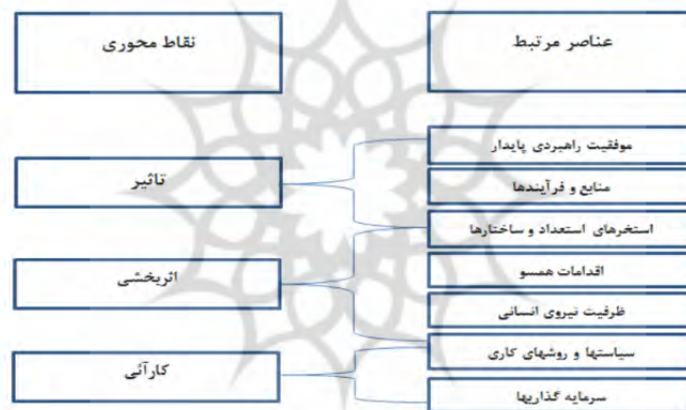 عناصر مرتبط
نقاط محوری
موفقیت راهبردی پایدار
تاثیر
منابع و فرآیندها
استخرهای استعداد و ساختارها
اثربخشی
اقدامات همسو
ظرفیت نیروی انسانی
سیاستها و روشهای کاری
کارآئی
سرمایه گذاریها